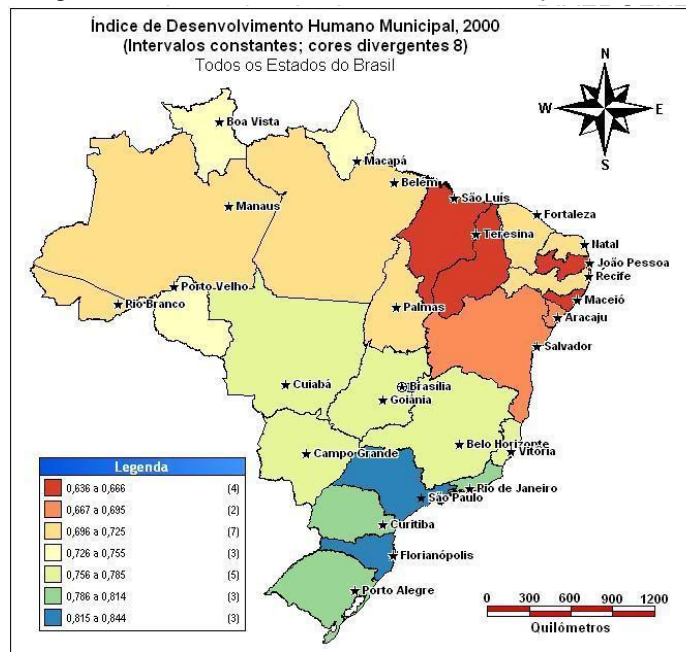 Índice de Desenvolvimento Humano Municipal, 2000
(Intervalos constantes; cores divergentes 8)
Todos os Estados do Brasil
N
W
E
S
Boa Vista
Macapá
Belém
São Luís
Manaus
Fortaleza
Teresina
Natal
João Pessoa
Recife
Porto Velho
Rio Branco
Palmas
Maceió
Aracaju
Salvador
Cuiabá
Brasília
Goiânia
Belo Horizonte
Campo Grande
Vitória
Rio de Janeiro
São Paulo
Curitiba
Florianópolis
Porto Alegre
Legenda
0,636 a 0,666 (4)
0,667 a 0,695 (2)
0,696 a 0,725 (7)
0,726 a 0,755 (3)
0,756 a 0,785 (5)
0,786 a 0,814 (3)
0,815 a 0,844 (3)
0 300 600 900 1200
Quilómetros